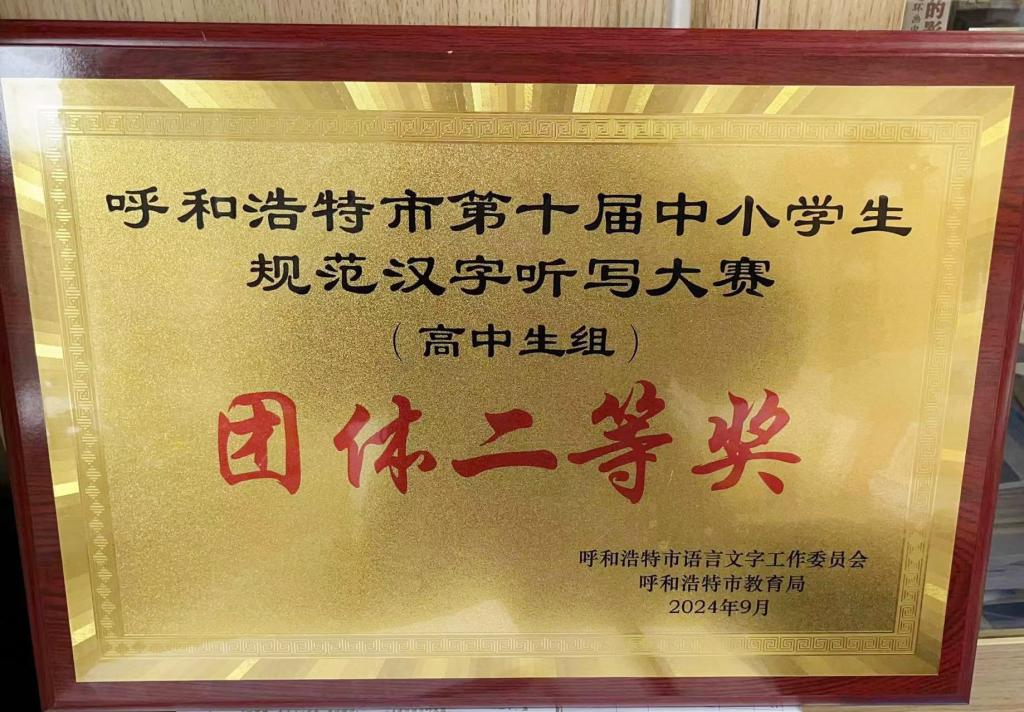 呼和浩特市第十届中小学生
规范汉字听写大赛
（高中生组）
团体二等奖
呼和浩特市语言文字工作委员会
呼和浩特市教育局
2024年9月